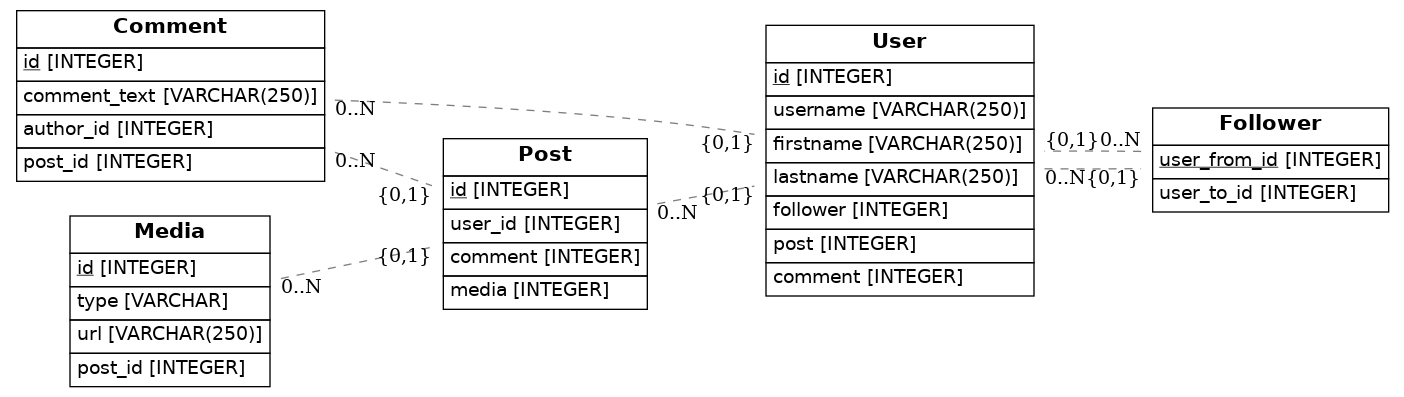 Comment
id [INTEGER]
comment_text [VARCHAR(250)]
author_id [INTEGER]
post_id [INTEGER]
0..N
{0,1}
0..N
{0,1}
Media
id [INTEGER]
type [VARCHAR]
url [VARCHAR(250)]
post_id [INTEGER]
0..N
{0,1}
Post
id [INTEGER]
user_id [INTEGER]
comment [INTEGER]
media [INTEGER]
0..N
{0,1}
User
id [INTEGER]
username [VARCHAR(250)]
firstname [VARCHAR(250)]
lastname [VARCHAR(250)]
follower [INTEGER]
post [INTEGER]
comment [INTEGER]
{0,1} 0..N
0..N {0,1}
Follower
user_from_id [INTEGER]
user_to_id [INTEGER]